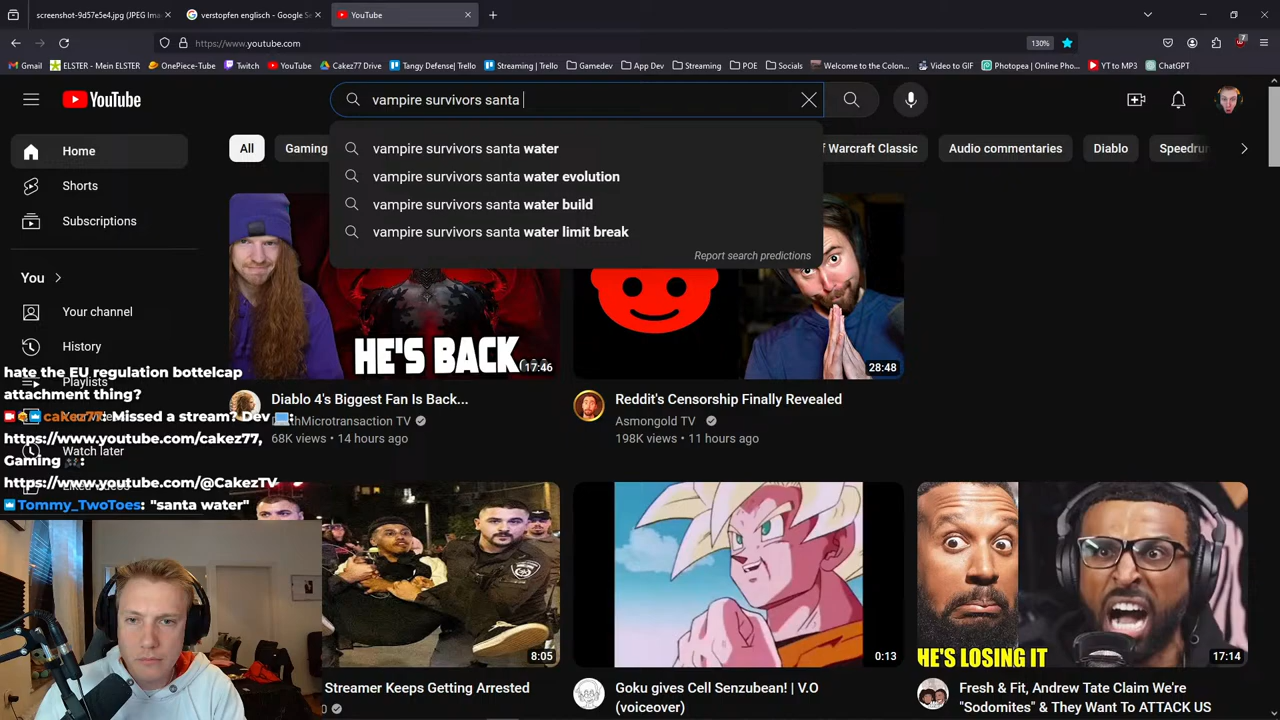 screenshot-9d57e5e4.jpg (JPEG Ima
verstopfen englisch - Google Se
YouTube
https://www.youtube.com
130%
7
Gmail
ELSTER - Mein ELSTER
OnePiece-Tube
Twitch
YouTube
Cakez77 Drive
Tangy Defense| Trello
Streaming | Trello
Gamedev
App Dev
Streaming
POE
Socials
Welcome to the Colon...
Video to GIF
Photopea | Online Pho...
YT to MP3
ChatGPT
YouTube
vampire survivors santa
vampire survivors santa water
vampire survivors santa water evolution
vampire survivors santa water build
vampire survivors santa water limit break
Report search predictions
All
Gaming
f Warcraft Classic
Audio commentaries
Diablo
Speedru
Home
Shorts
Subscriptions
You
Your channel
History
Playlists
Watch later
HE'S BACK
17:46
28:48
Diablo 4's Biggest Fan Is Back...
Microtransaction TV
68K views • 14 hours ago
Reddit's Censorship Finally Revealed
Asmongold TV
198K views • 11 hours ago
hate the EU regulation bottelcap
attachment thing?
cakez77: Missed a stream? Dev
https://www.youtube.com/cakez77,
Gaming
https://www.youtube.com/@CakezTV
Tommy_TwoToes: "santa water"
8:05
0:13
HE'S LOSING IT
17:14
Streamer Keeps Getting Arrested
Goku gives Cell Senzubean! | V.O
(voiceover)
Fresh & Fit, Andrew Tate Claim We're
"Sodomites" & They Want To ATTACK US